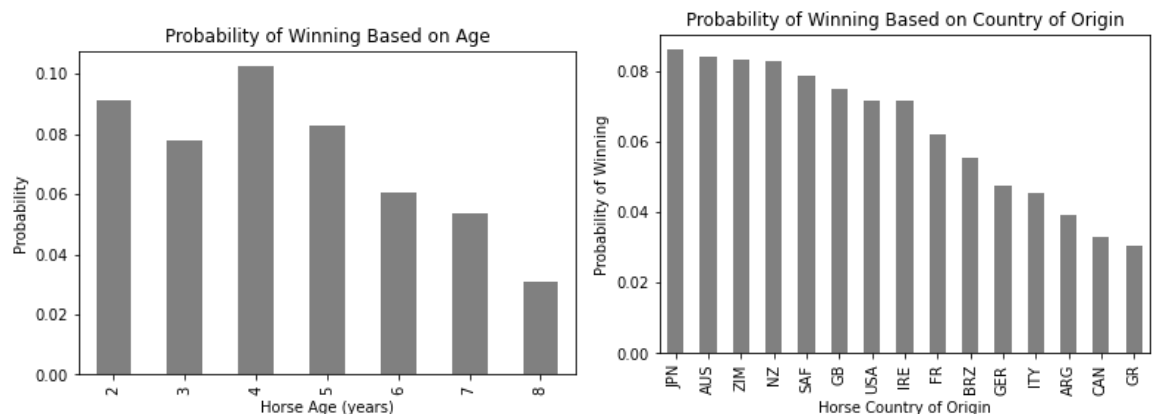 Probability of Winning Based on Age
Probability
0.10
0.08
0.06
0.04
0.02
0.00
2 3 4 5 6 7 8
Horse Age (years)
Probability of Winning Based on Country of Origin
Probability of Winning
0.08
0.06
0.04
0.02
0.00
JPN AUS ZIM NZ SAF GB USA IRE FR BRZ GER ITY ARG CAN GR
Horse Country of Origin